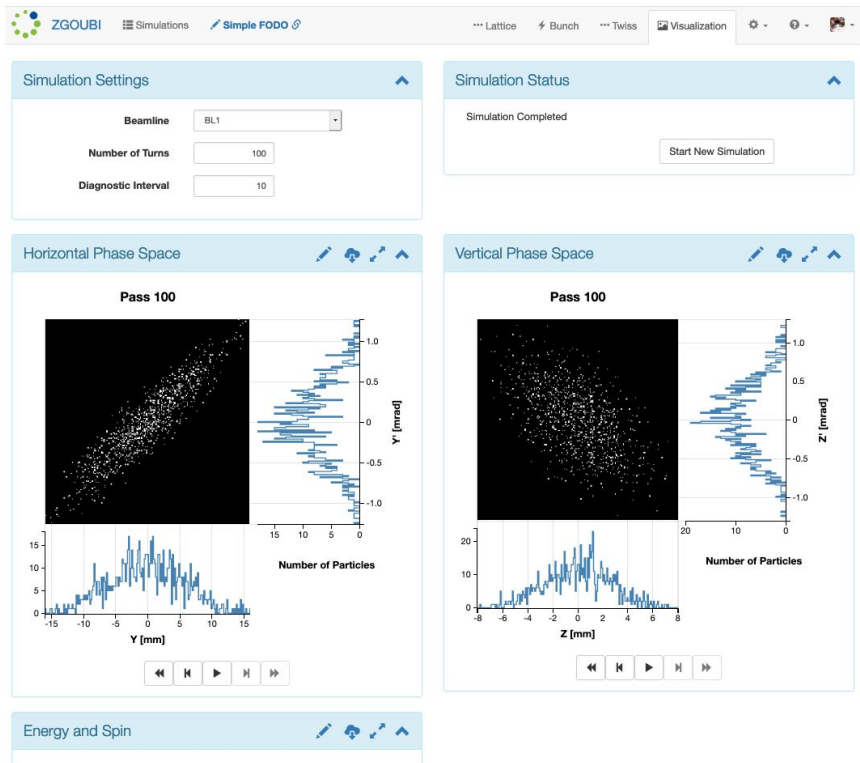 ZGOUBI Simulations Simple FODO Lattice Bunch Twiss Visualization
Simulation Settings
Beamline BL1
Number of Turns 100
Diagnostic Interval 10
Simulation Status
Simulation Completed
Start New Simulation
Horizontal Phase Space
Pass 100
1.0
0.5
0
-0.5
-1.0
Y' [mrad]
15 10 5 0
Number of Particles
15
10
5
0
-15 -10 -5 0 5 10 15
Y [mm]
Vertical Phase Space
Pass 100
1.0
0.5
0
-0.5
-1.0
Z' [mrad]
20 10 0
Number of Particles
20
10
0
-8 -6 -4 -2 0 2 4 6 8
Z [mm]
Energy and Spin